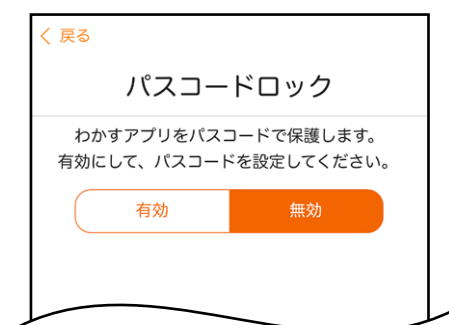 戻る
パスコードロック
わかすアプリをパスコードで保護します。
有効にして、パスコードを設定してください。
有効
無効